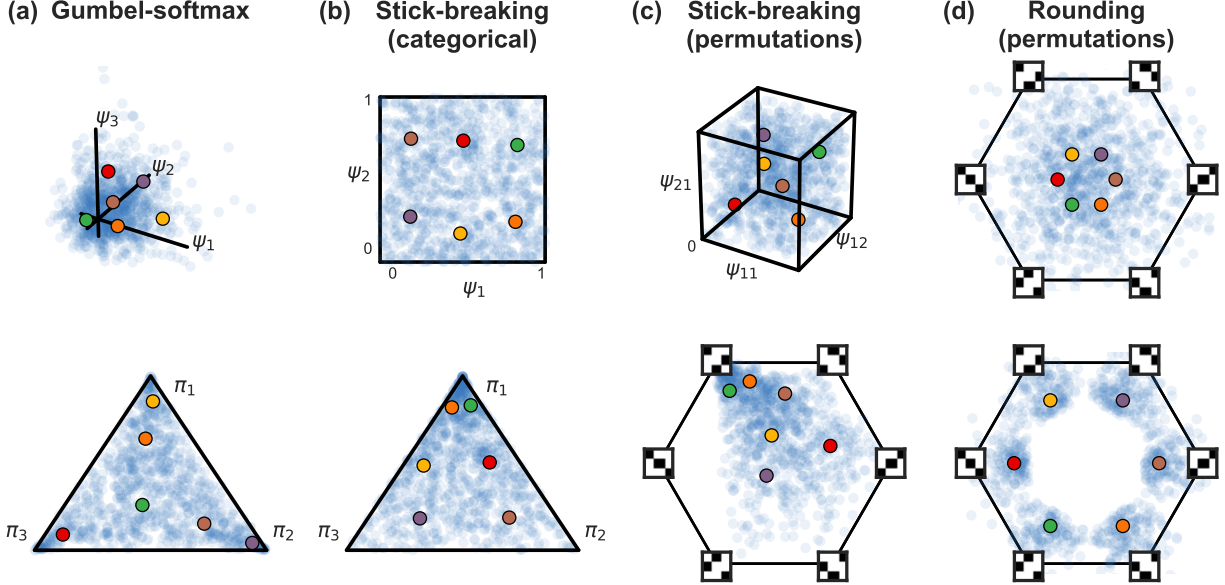 (a) Gumbel-softmax
(b) Stick-breaking
(categorical)
(c) Stick-breaking
(permutations)
(d) Rounding
(permutations)
ψ3
ψ2
ψ1
1
ψ2
0
0
1
ψ1
ψ21
0
ψ11
ψ12
π1
π3
π2
π1
π3
π2